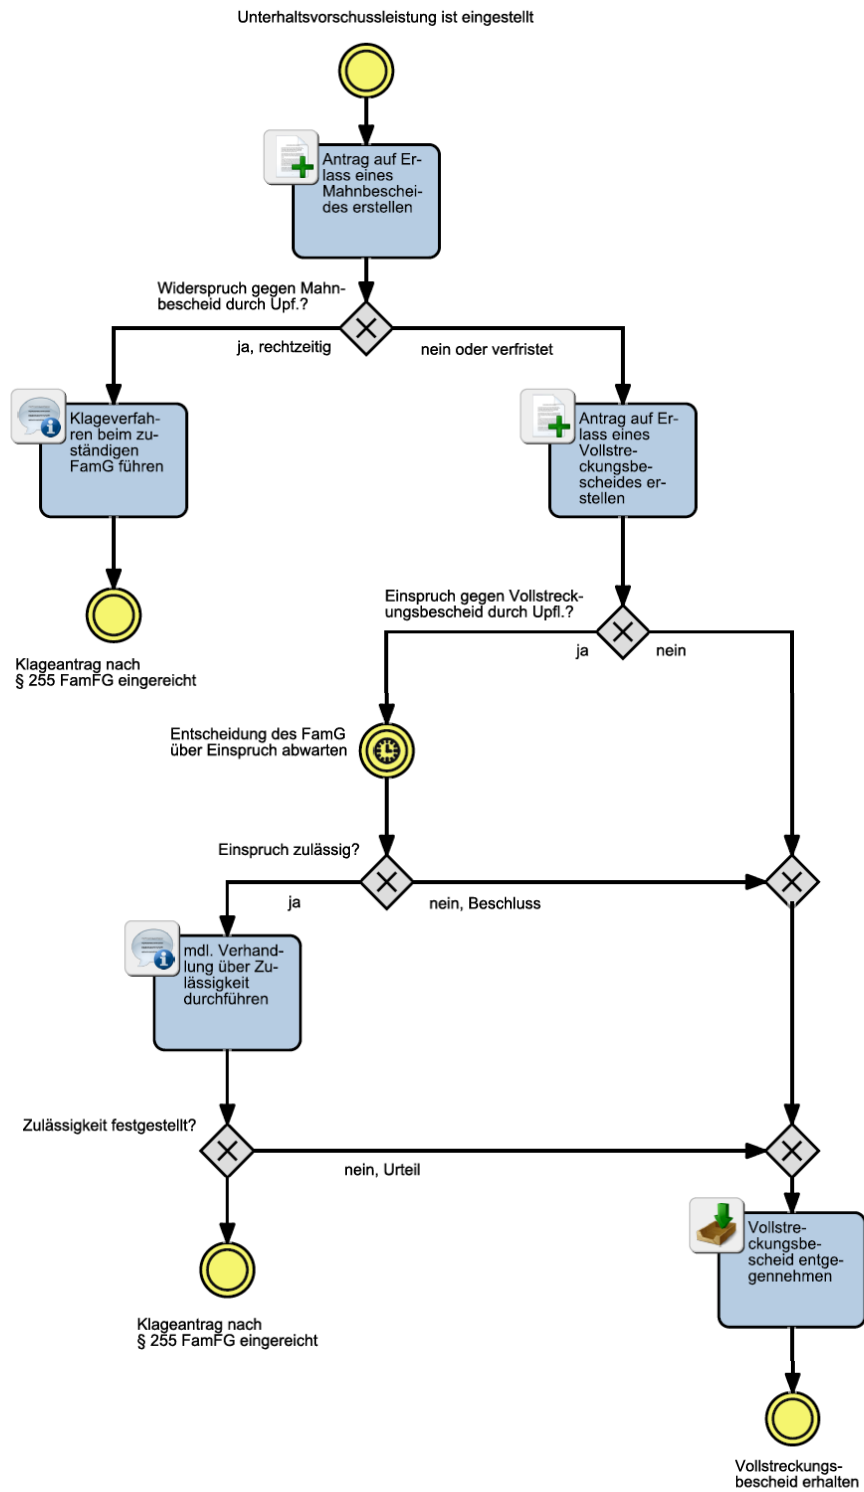 Unterhaltsvorschussleistung ist eingestellt
Antrag auf Er-
lass eines
Mahnbeschei-
des erstellen
Widerspruch gegen Mahn-
bescheid durch Upf.?
ja, rechtzeitig
nein oder verfristet
Klageverfah-
ren beim zu-
ständigen
FamG führen
Antrag auf Er-
lass eines
Vollstre-
ckungsbe-
scheides er-
stellen
Klageantrag nach
§ 255 FamFG eingereicht
Einspruch gegen Vollstreck-
ungsbescheid durch Upfl.?
ja
nein
Entscheidung des FamG
über Einspruch abwarten
Einspruch zulässig?
ja
nein, Beschluss
mdl. Verhand-
lung über Zu-
lässigkeit
durchführen
Zulässigkeit festgestellt?
nein, Urteil
Vollstre-
ckungsbe-
scheid entge-
gennehmen
Klageantrag nach
§ 255 FamFG eingereicht
Vollstreckungs-
bescheid erhalten